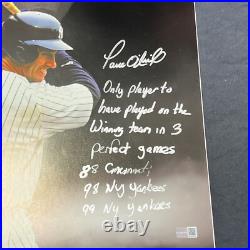 Paul O'Neill
Only player to
have played on the
Winning team in 3
perfect games
88 Cincinnati
98 NY Yankees
99 NY Yankees